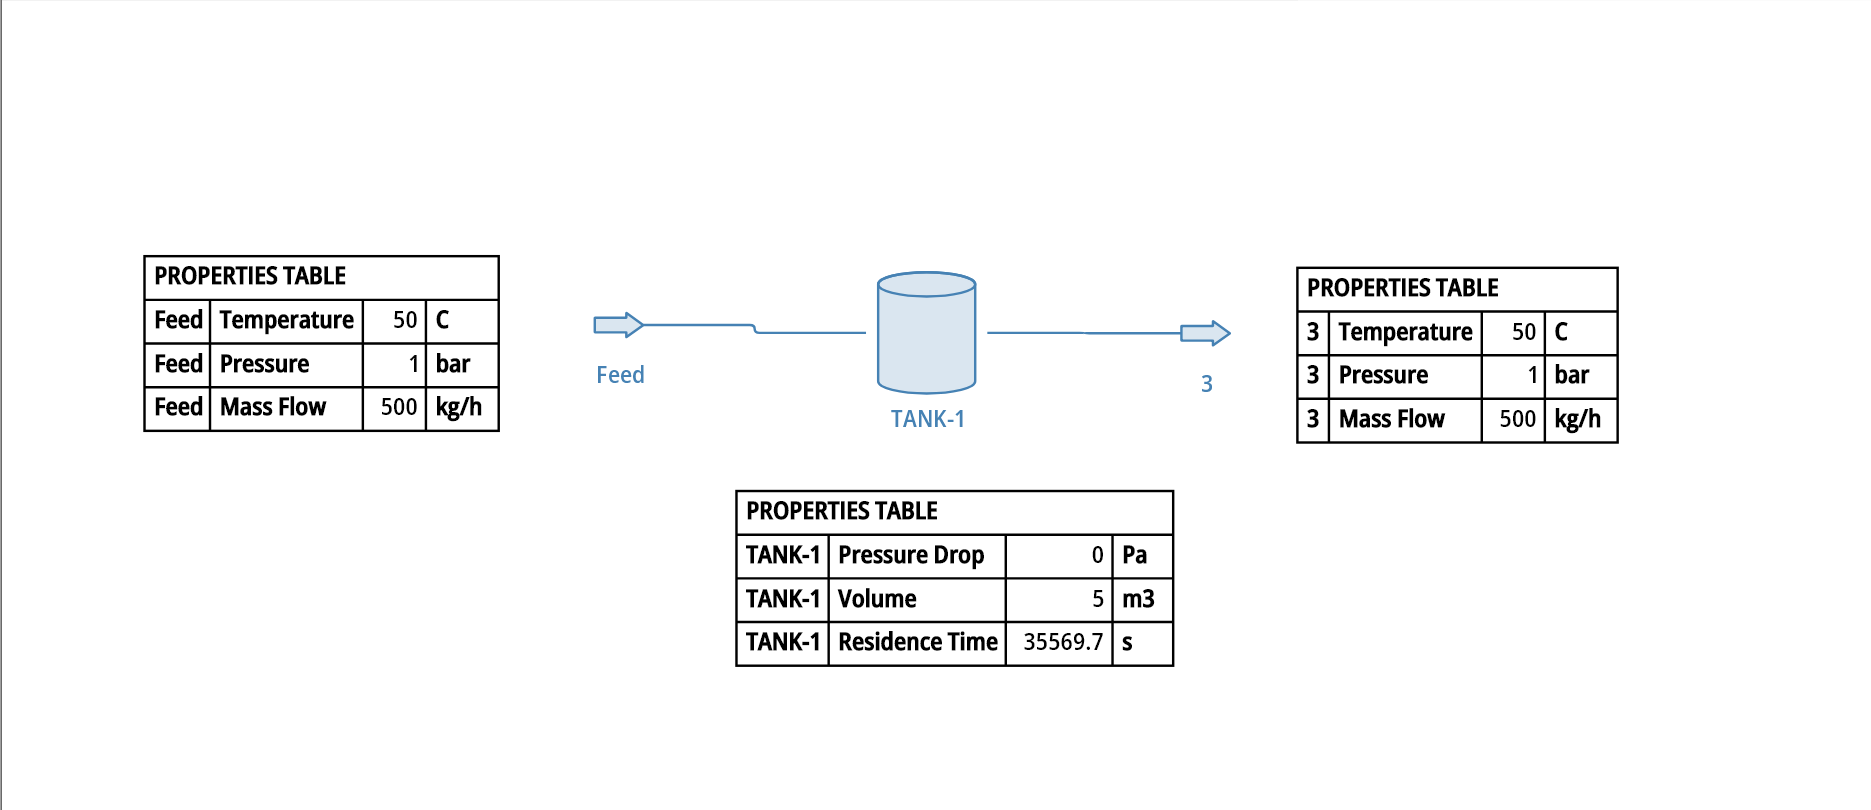 PROPERTIES TABLE
Feed Temperature 50 C
Feed Pressure 1 bar
Feed Mass Flow 500 kg/h
Feed
TANK-1
3
PROPERTIES TABLE
3 Temperature 50 C
3 Pressure 1 bar
3 Mass Flow 500 kg/h
PROPERTIES TABLE
TANK-1 Pressure Drop 0 Pa
TANK-1 Volume 5 m3
TANK-1 Residence Time 35569.7 s